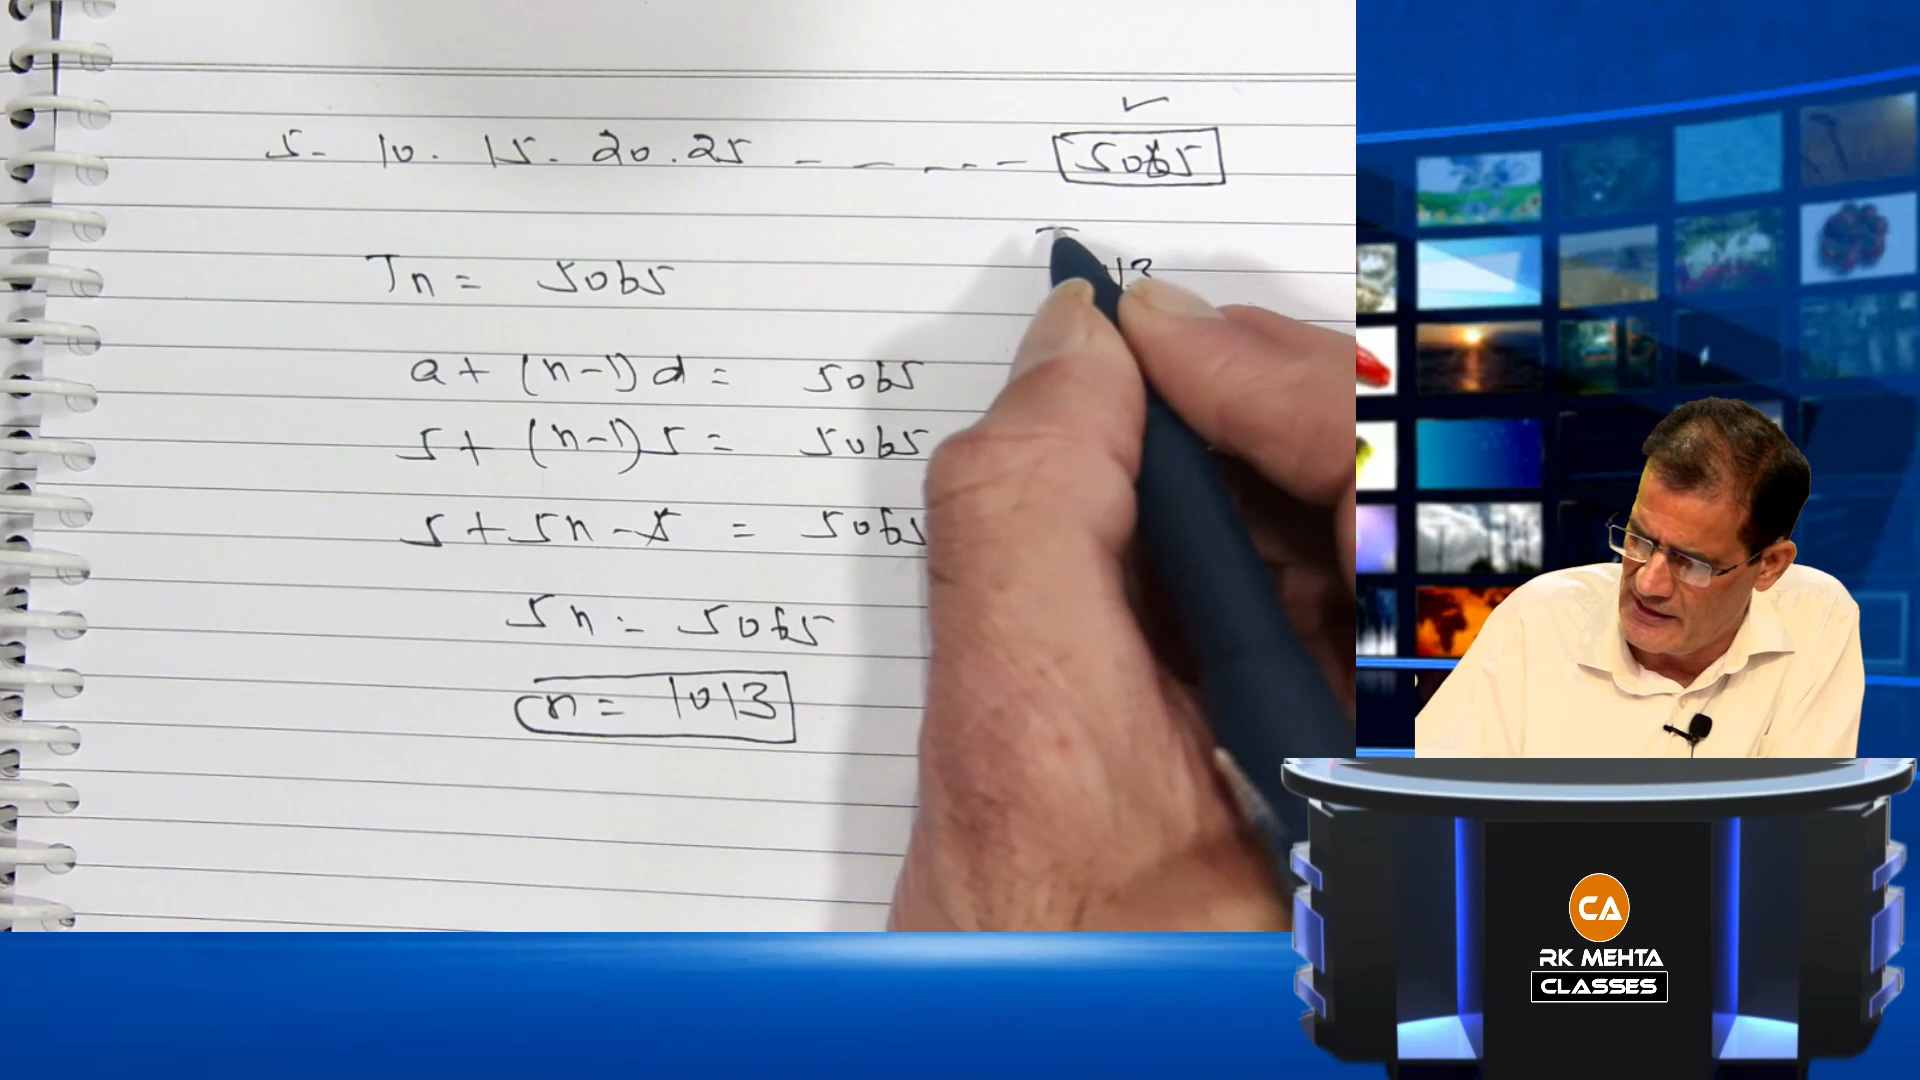 5. 10. 15. 20. 25 - - - - - - 5065
Tn = 5065
13
a + (n-1) d = 5065
5 + (n-1) 5 = 5065
5 + 5n - 5 = 5065
5n = 5065
n = 1013
CA
RK MEHTA
CLASSES